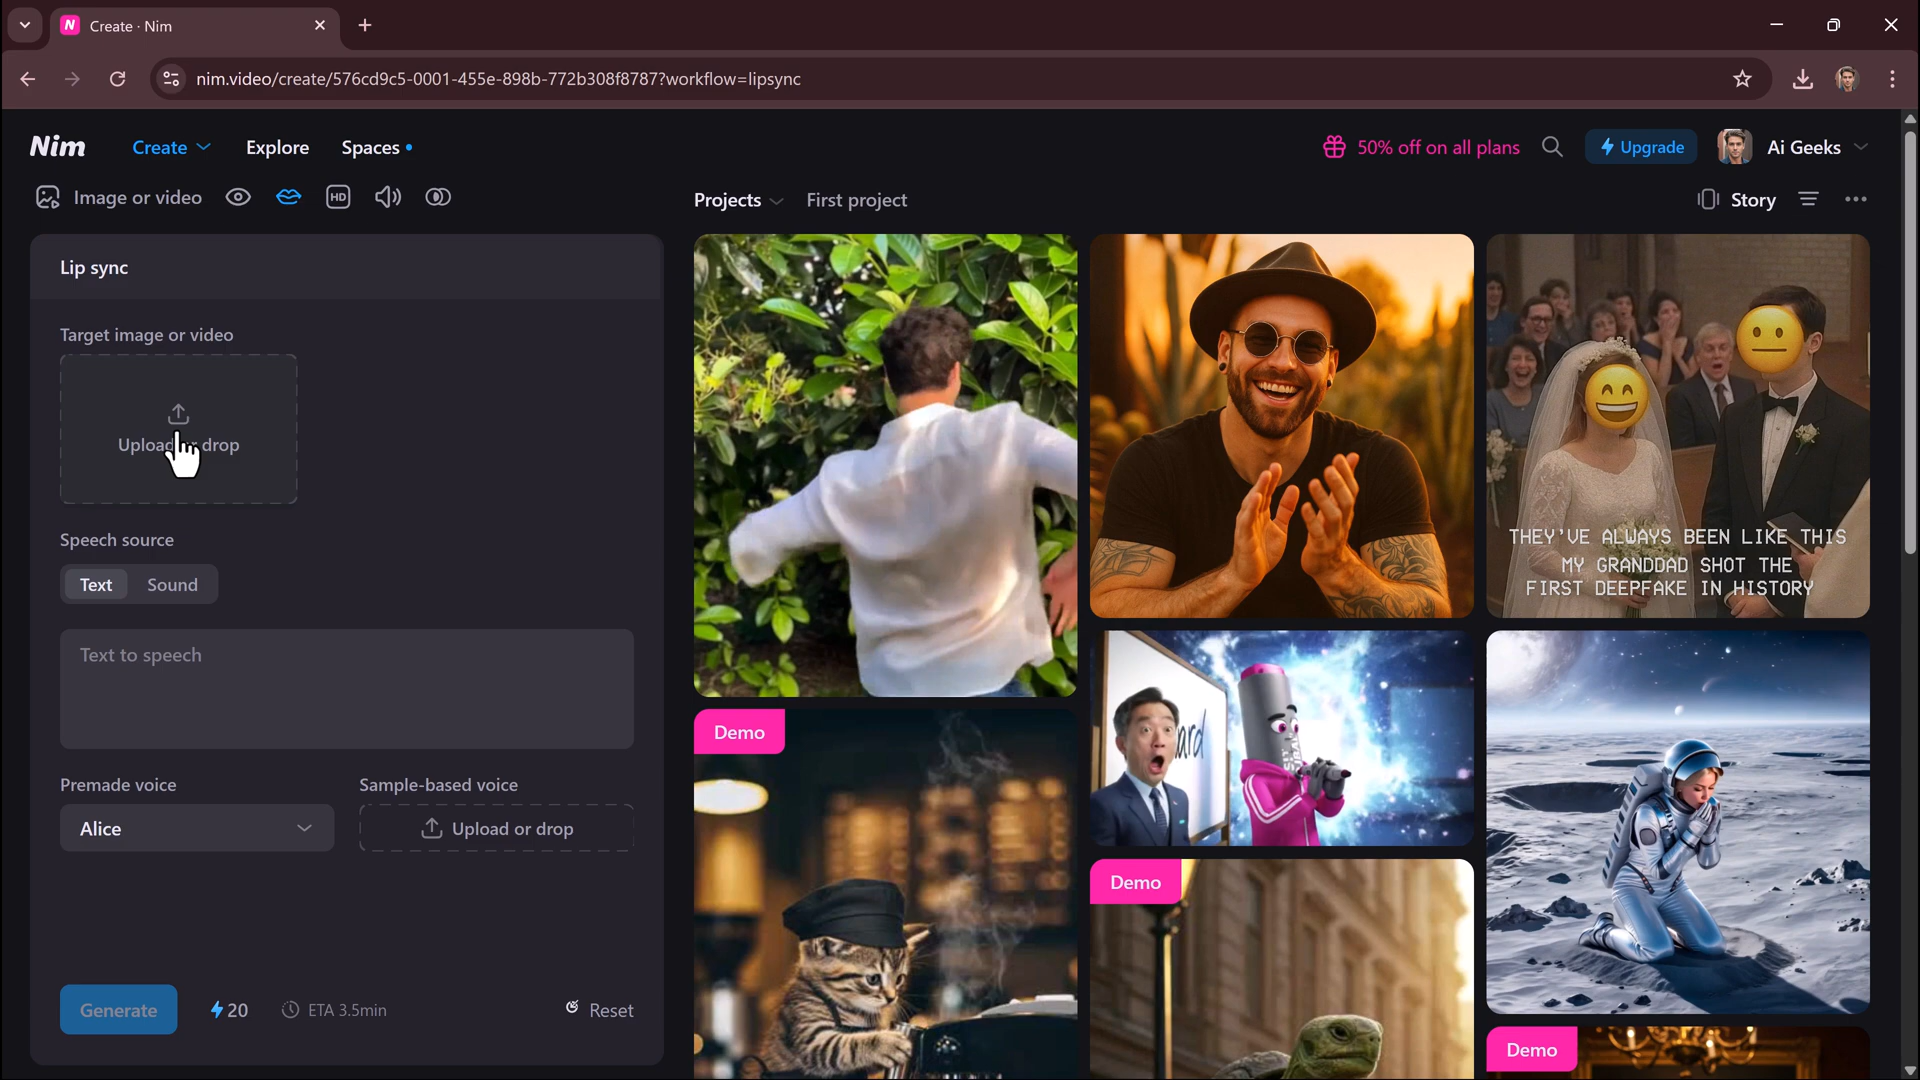 Create · Nim
nim.video/create/576cd9c5-0001-455e-898b-772b308f8787?workflow=lipsync
Nim
Create
Explore
Spaces
50% off on all plans
Upgrade
Ai Geeks
Image or video
HD
Projects
First project
Story
Lip sync
Target image or video
Upload or drop
Speech source
Text
Sound
Text to speech
Premade voice
Sample-based voice
Alice
Upload or drop
Generate
20
ETA 3.5min
Reset
THEY'VE ALWAYS BEEN LIKE THIS
MY GRANDDAD SHOT THE
FIRST DEEPFAKE IN HISTORY
Demo
Demo
Demo